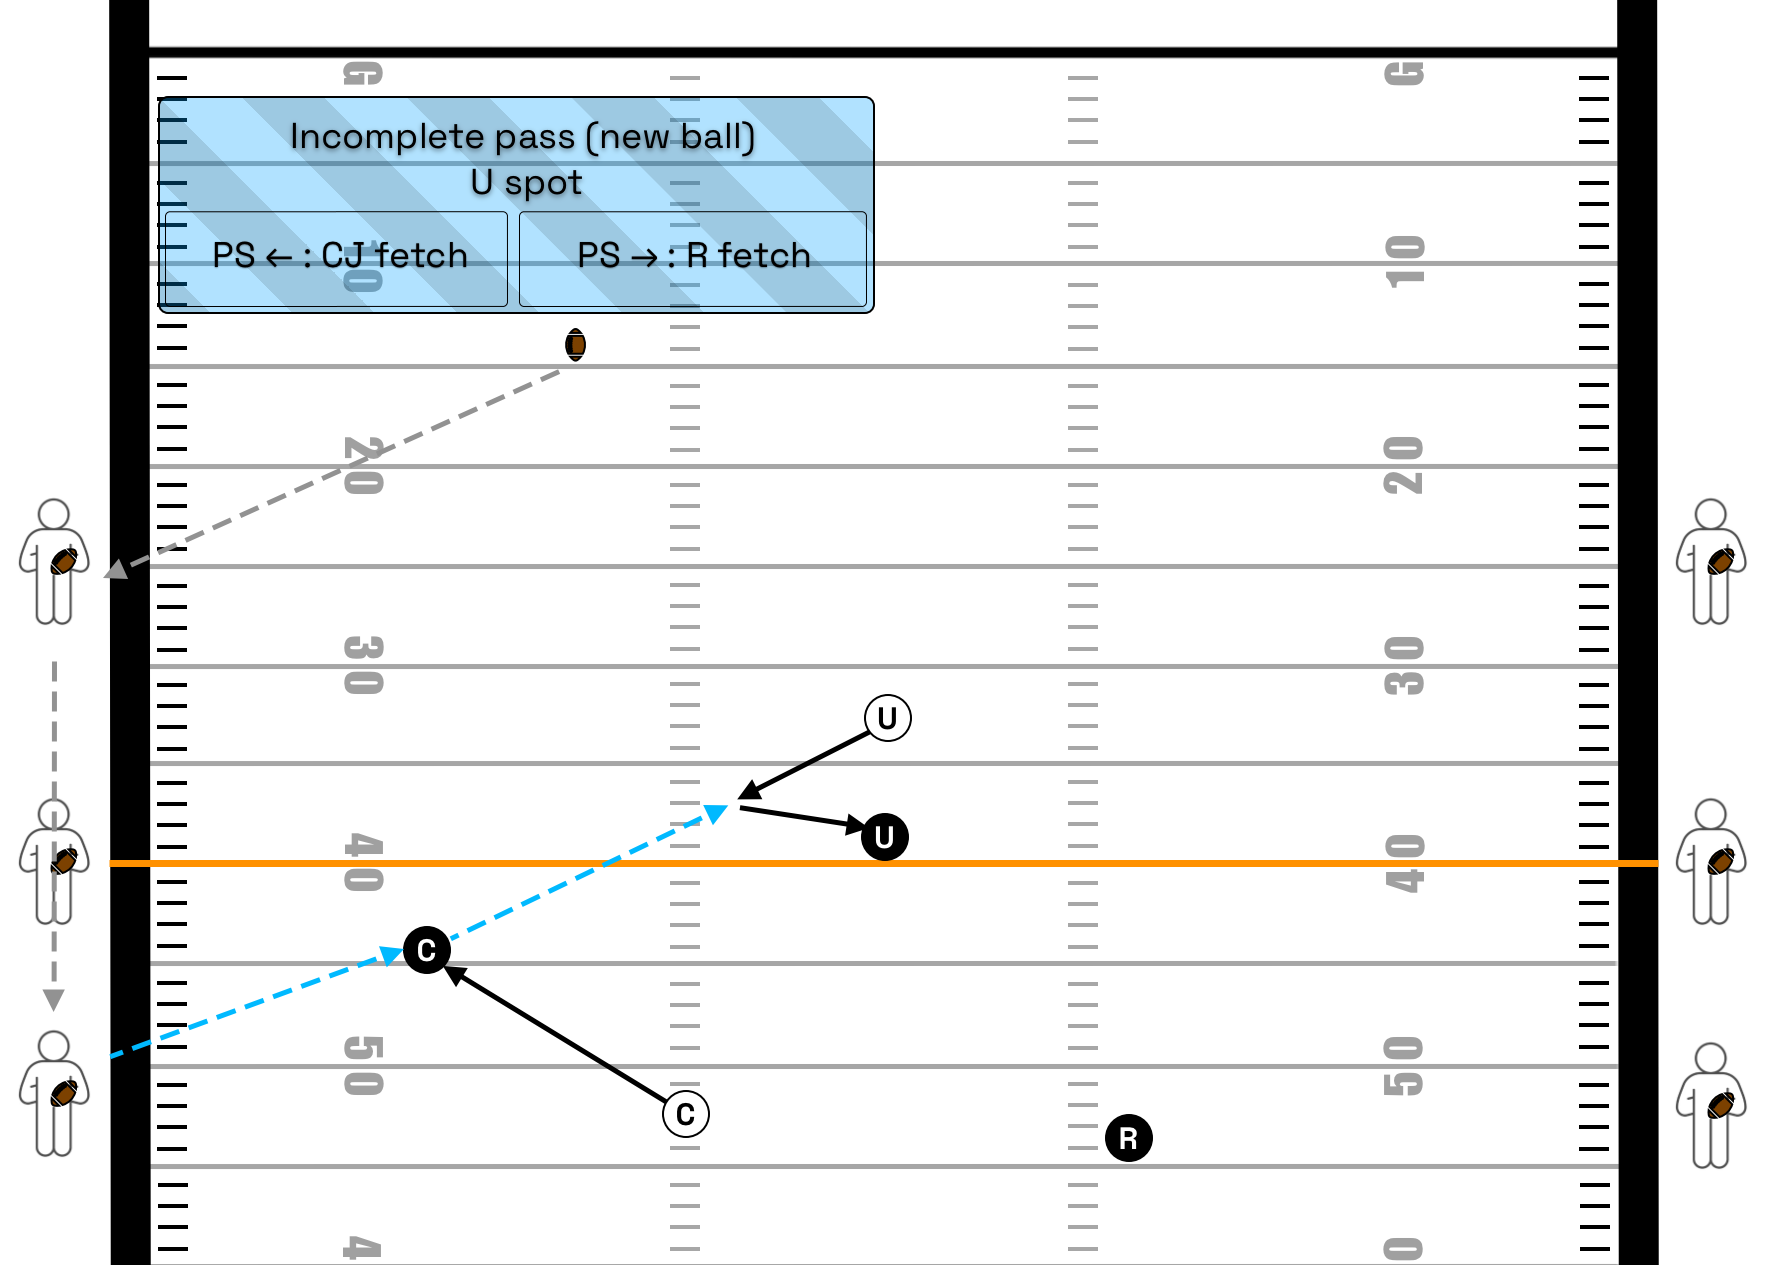 G G
Incomplete pass (new ball)
U spot
PS ← : CJ fetch
PS → : R fetch
10 10
20 20
30 30
U
U
40 40
C
50 50
C
R
4 0